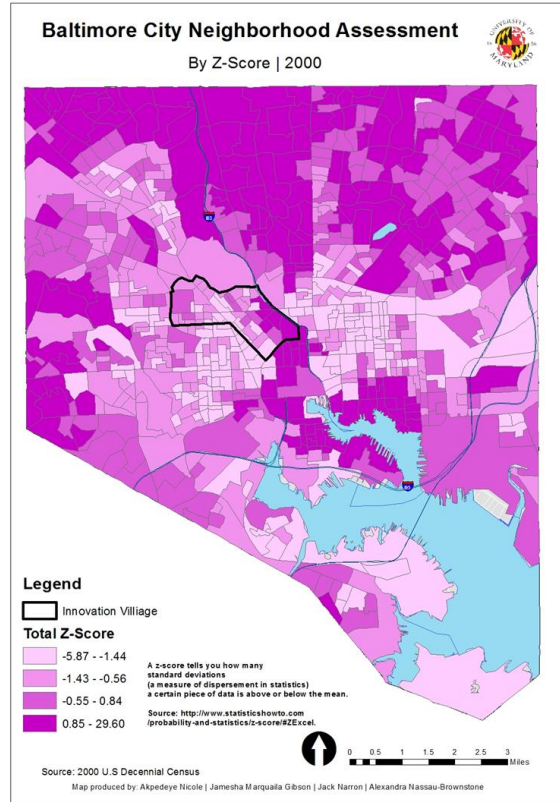 Baltimore City Neighborhood Assessment
By Z-Score | 2000
UNIVERSITY OF
MARYLAND
18 56
83
Legend
Innovation Villiage
Total Z-Score
-5.87 - -1.44
-1.43 - -0.56
-0.55 - 0.84
0.85 - 29.60
A z-score tells you how many
standard deviations
(a measure of dispersement in statistics)
a certain piece of data is above or below the mean.
Source: http://www.statisticshowto.com
/probability-and-statistics/z-score/#ZExcel.
0 0.5 1 1.5 2 2.5 3
Miles
Source: 2000 U.S Decennial Census
Map produced by: Akpedeye Nicole | Jamesha Marquaila Gibson | Jack Narron | Alexandra Nassau-Brownstone